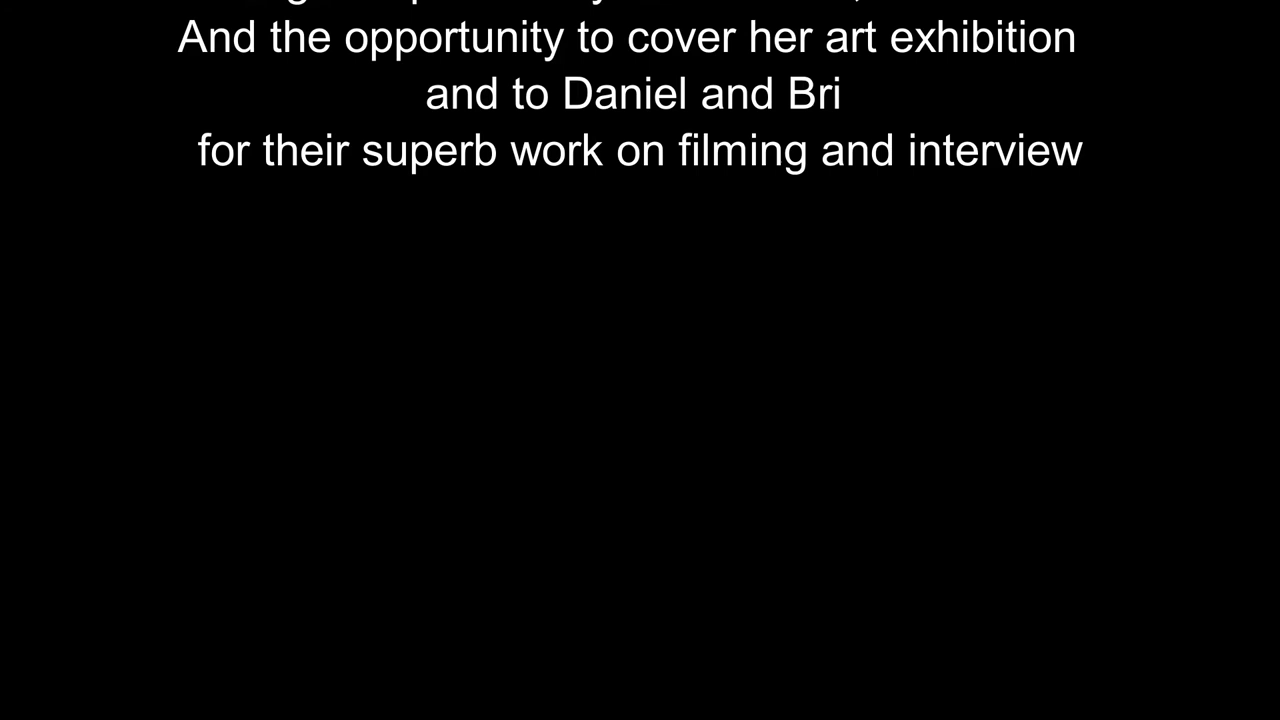 And the opportunity to cover her art exhibition
and to Daniel and Bri
for their superb work on filming and interview